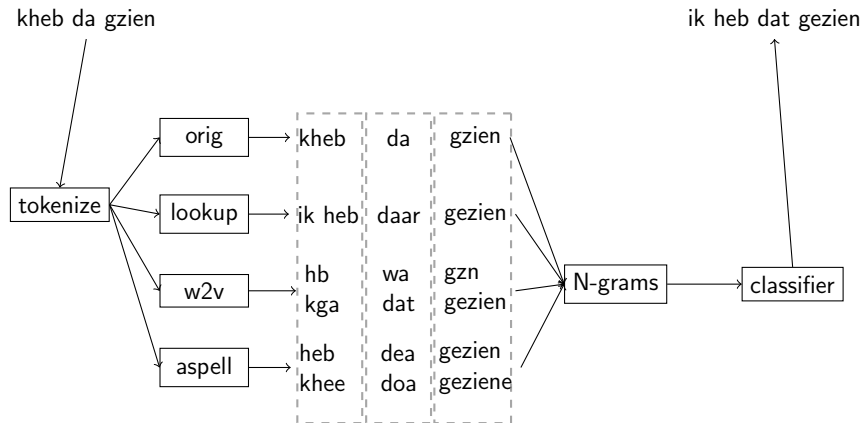 kheb da gzien
ik heb dat gezien
orig
kheb da gzien
tokenize
lookup
ik heb daar gezien
w2v
hb wa gzn
kga dat gezien
N-grams
classifier
aspell
heb dea gezien
khee doa geziene